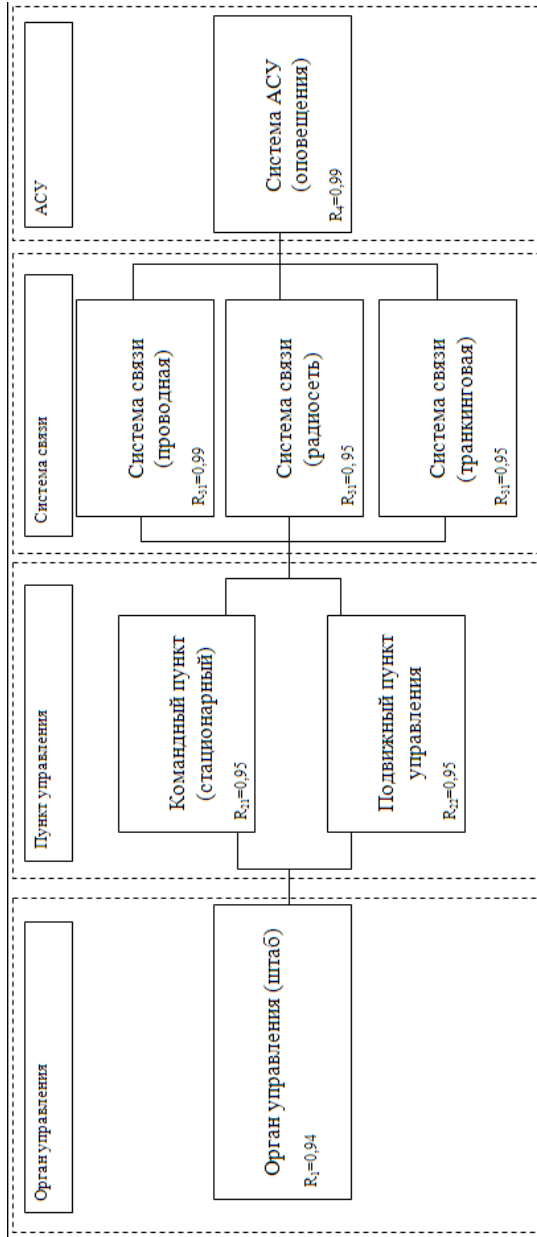 Орган управления
Орган управления (штаб)
R₁=0,94
Пункт управления
Командный пункт
(стационарный)
R₂₁=0,95
Подвижный пункт
управления
R₂₂=0,95
Система связи
Система связи
(проводная)
R₃₁=0,99
Система связи
(радиосеть)
R₃₁=0,95
Система связи
(транкинговая)
R₃₁=0,95
АСУ
Система АСУ
(оповещения)
R₄=0,99